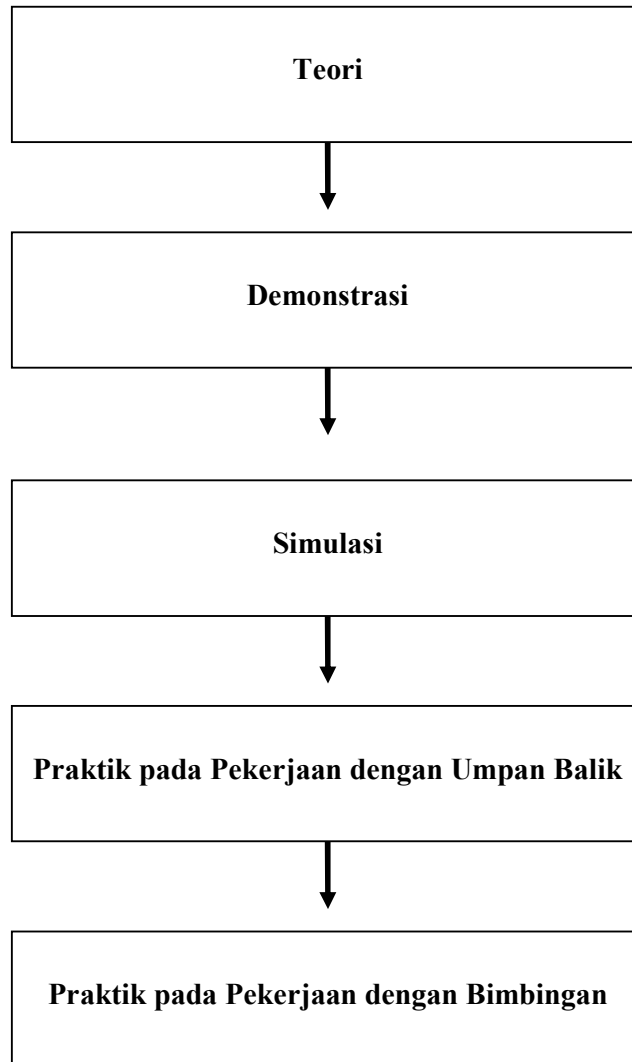 Teori
Demonstrasi
Simulasi
Praktik pada Pekerjaan dengan Umpan Balik
Praktik pada Pekerjaan dengan Bimbingan